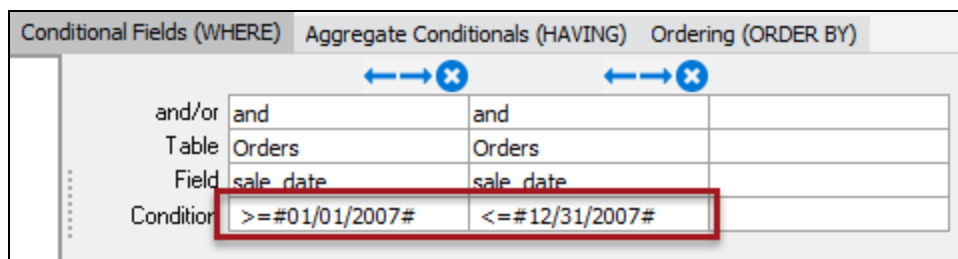 Conditional Fields (WHERE) Aggregate Conditionals (HAVING) Ordering (ORDER BY)
and/or and and
Table Orders Orders
Field sale_date sale_date
Condition >=#01/01/2007# <=#12/31/2007#